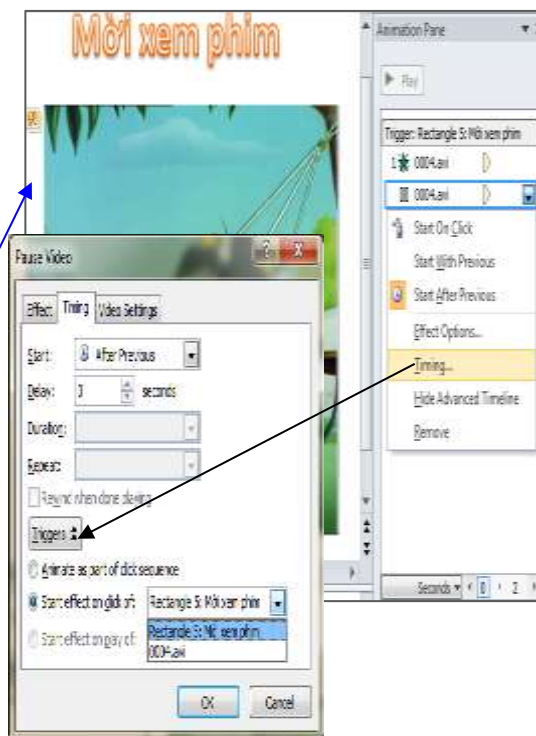 Mời xem phim
Animation Pane
Play
Trigger: Rectangle 5: Mời xem phim
1 0004.avi
0004.avi
Start On Click
Start With Previous
Start After Previous
Effect Options...
Timing...
Hide Advanced Timeline
Remove
Seconds 0 2
Pause Video
Effect Timing Video Settings
Start: After Previous
Delay: 0 seconds
Duration:
Repeat:
Rewind when done playing
Triggers
Animate as part of click sequence
Start effect on click of: Rectangle 5: Mời xem phim
Rectangle 5: Mời xem phim
Start effect on play of: 0004.avi
OK Cancel